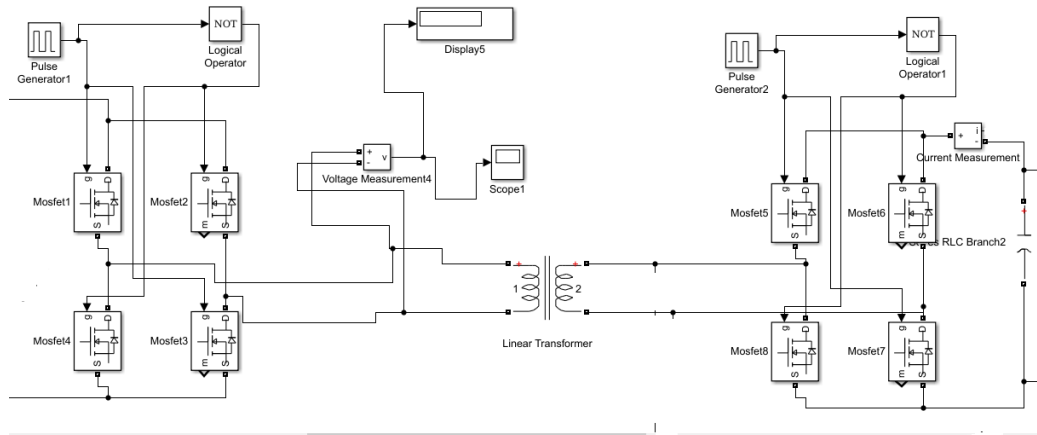 NOT
Logical
Operator
Pulse
Generator1
Display5
+
-
v
Voltage Measurement4
Scope1
NOT
Logical
Operator1
Pulse
Generator2
+
i
-
Current Measurement
g
D
Mosfet1
S
m
g
D
Mosfet2
S
m
g
D
Mosfet5
S
g
D
Mosfet6
S
m
RLC Branch2
+
1
2
+
+
Linear Transformer
g
D
Mosfet4
S
g
D
Mosfet3
S
m
g
D
Mosfet8
S
g
D
Mosfet7
S
m